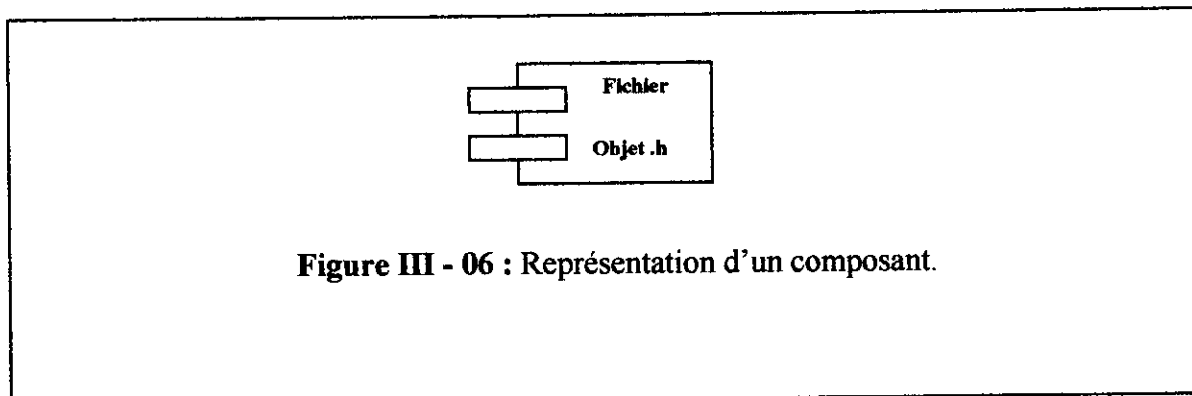 Fichier
Objet .h
Figure III - 06 : Représentation d'un composant.